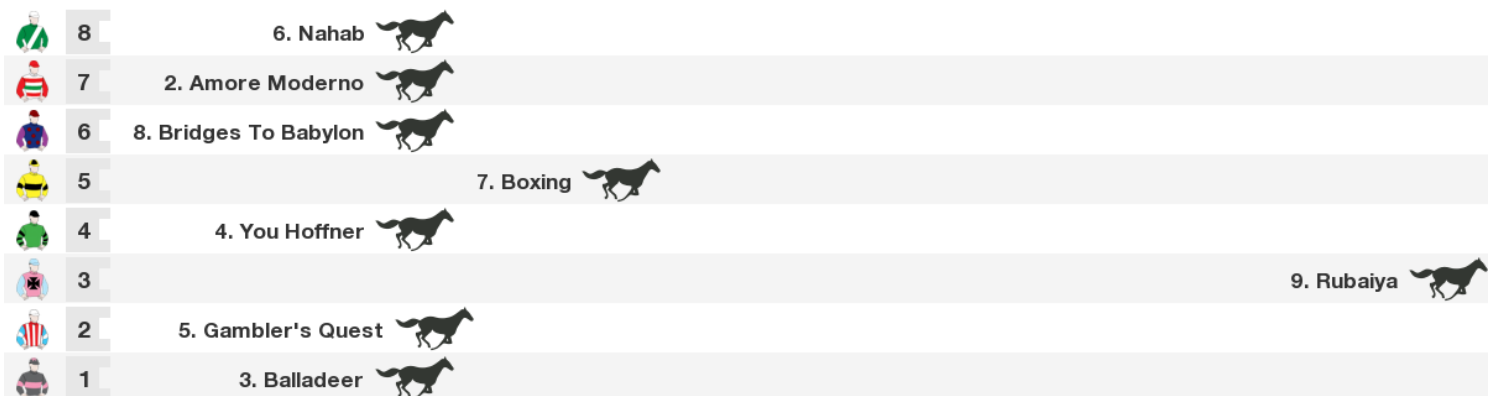 8 6. Nahab
7 2. Amore Moderno
6 8. Bridges To Babylon
5 7. Boxing
4 4. You Hoffner
3 9. Rubaiya
2 5. Gambler's Quest
1 3. Balladeer